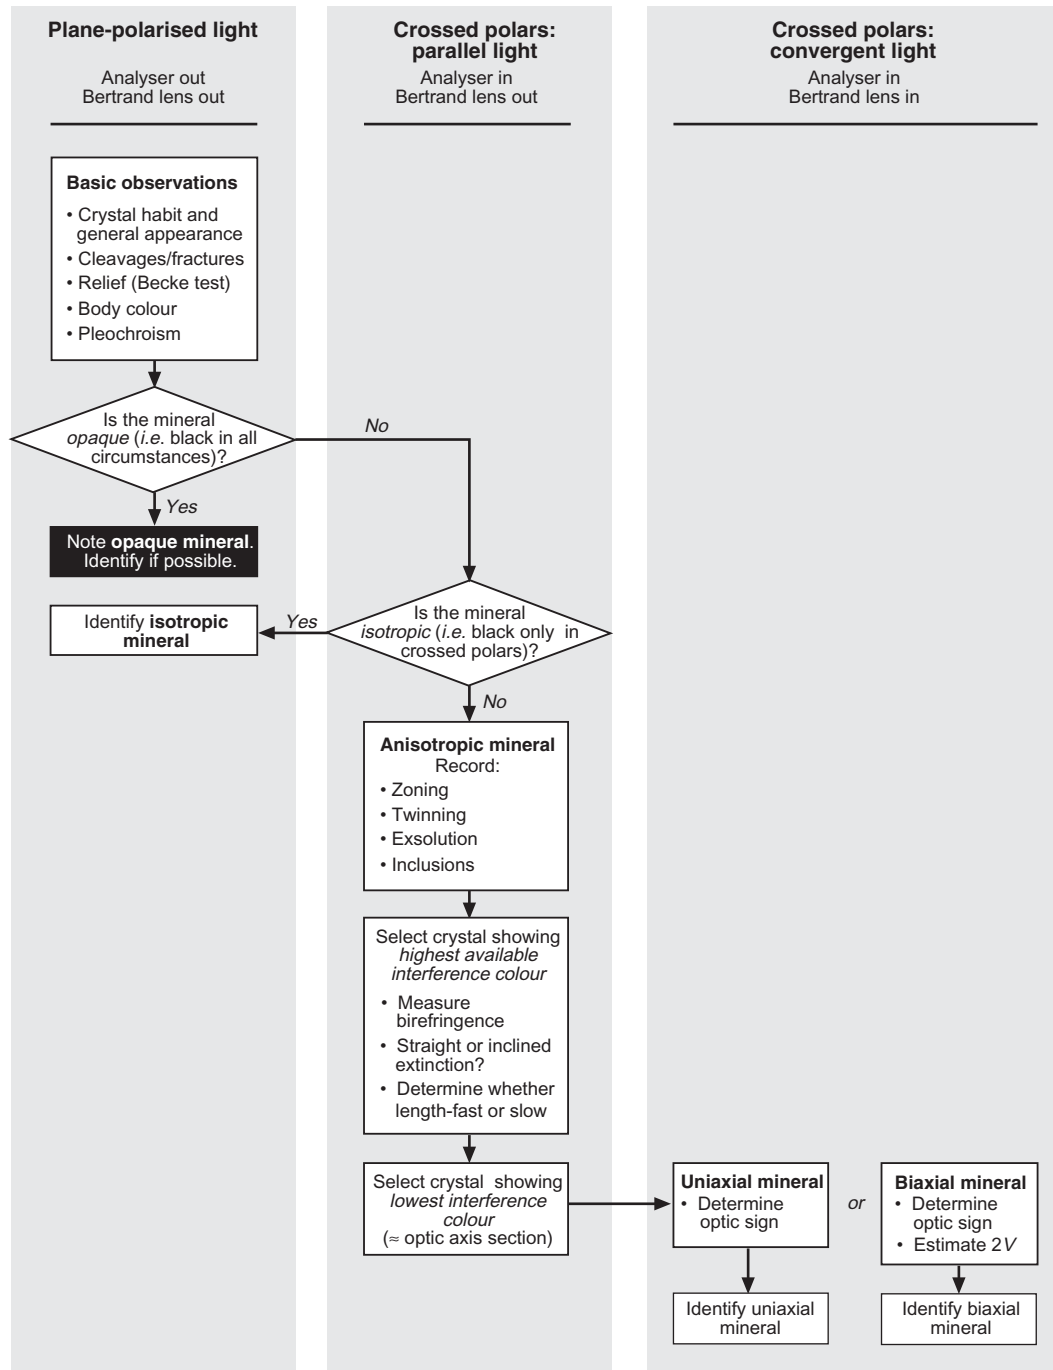 Plane-polarised light
Analyser out
Bertrand lens out
Crossed polars:
parallel light
Analyser in
Bertrand lens out
Crossed polars:
convergent light
Analyser in
Bertrand lens in
Basic observations
• Crystal habit and
general appearance
• Cleavages/fractures
• Relief (Becke test)
• Body colour
• Pleochroism
Is the mineral
opaque (i.e. black in all
circumstances)?
No
Yes
Note opaque mineral.
Identify if possible.
Is the mineral
isotropic (i.e. black only in
crossed polars)?
Yes
Identify isotropic
mineral
No
Anisotropic mineral
Record:
• Zoning
• Twinning
• Exsolution
• Inclusions
Select crystal showing
highest available
interference colour
• Measure
birefringence
• Straight or inclined
extinction?
• Determine whether
length-fast or slow
Select crystal showing
lowest interference
colour
(≈ optic axis section)
Uniaxial mineral
• Determine
optic sign
or
Biaxial mineral
• Determine
optic sign
• Estimate 2V
Identify uniaxial
mineral
Identify biaxial
mineral